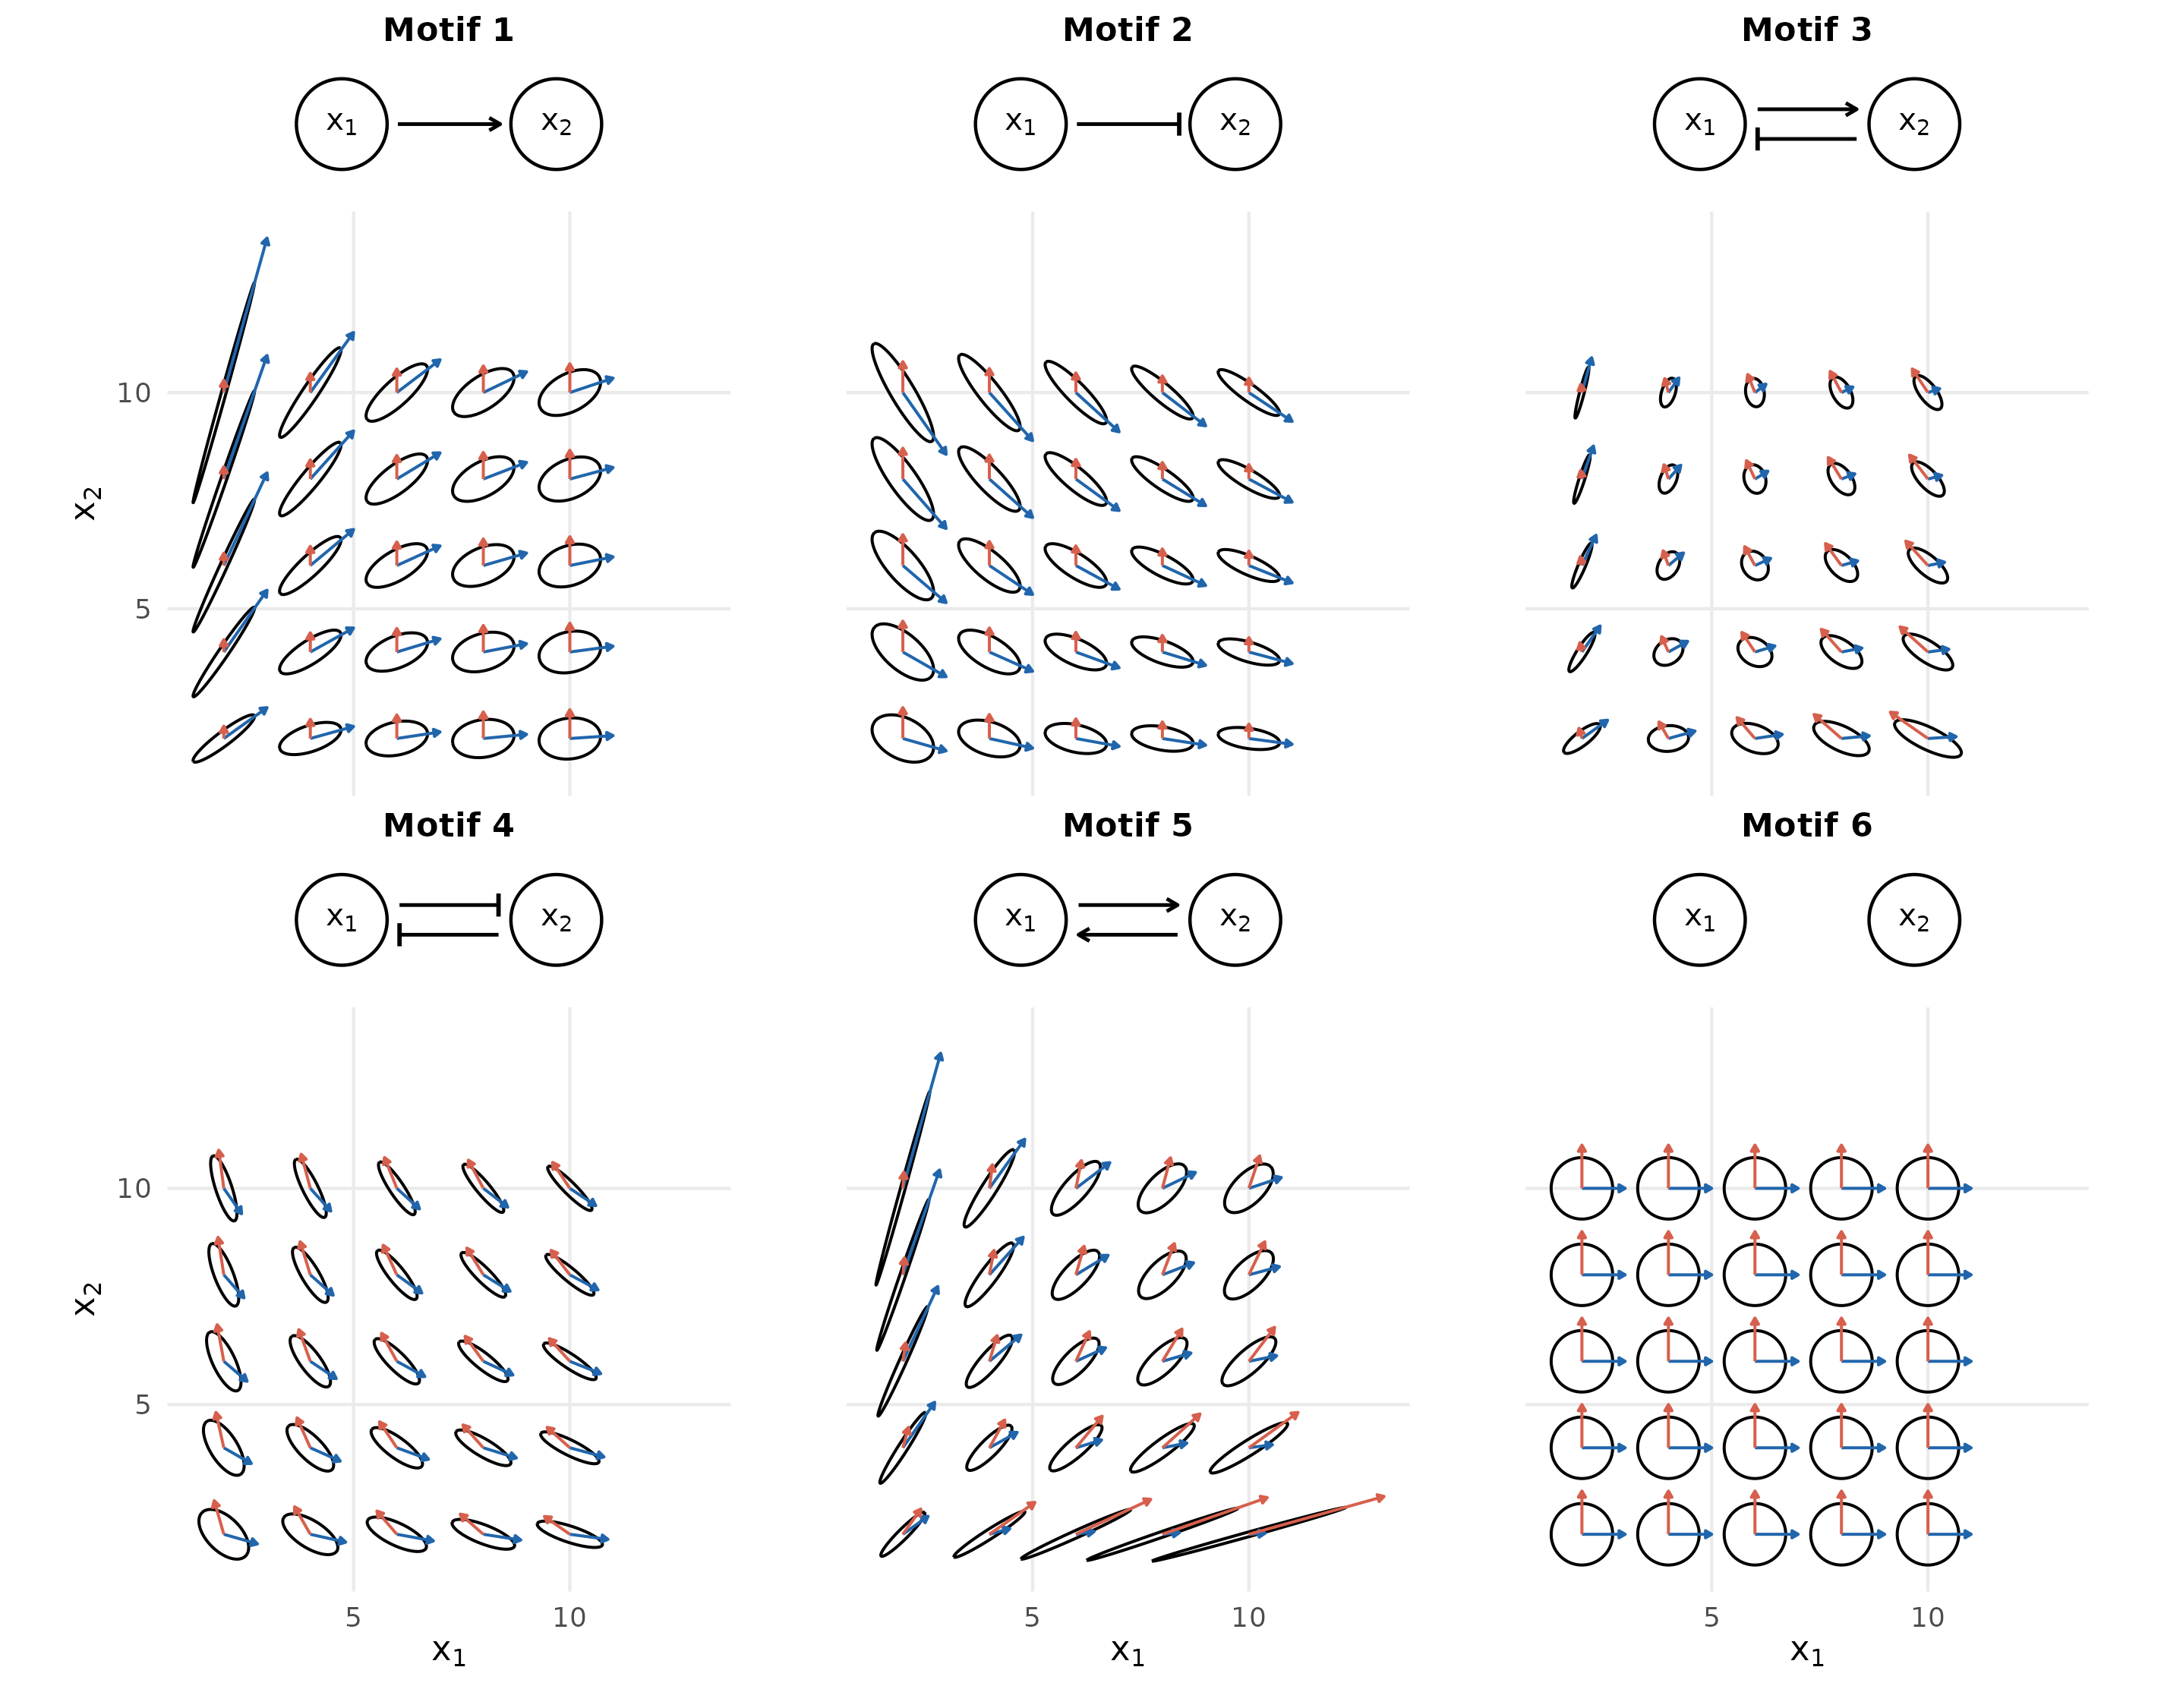 Motif 1 Motif 2 Motif 3
x₁ x₂ x₁ x₂ x₁ x₂
10
x₂
5
Motif 4 Motif 5 Motif 6
x₁ x₂ x₁ x₂ x₁ x₂
10
x₂
5
5 10 5 10 5 10
x₁ x₁ x₁